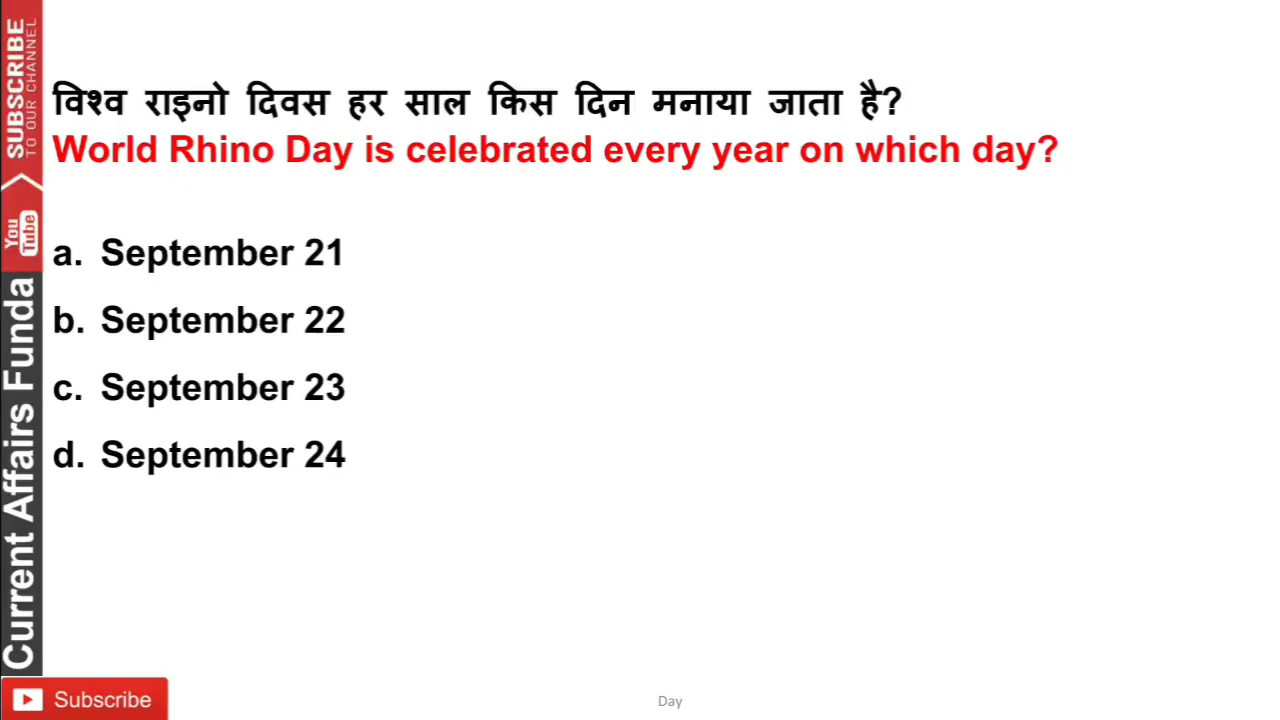 विश्व राइनो दिवस हर साल किस दिन मनाया जाता है?
World Rhino Day is celebrated every year on which day?
a. September 21
b. September 22
c. September 23
d. September 24
SUBSCRIBE
TO OUR CHANNEL
You
Tube
Current Affairs Funda
Subscribe
Day